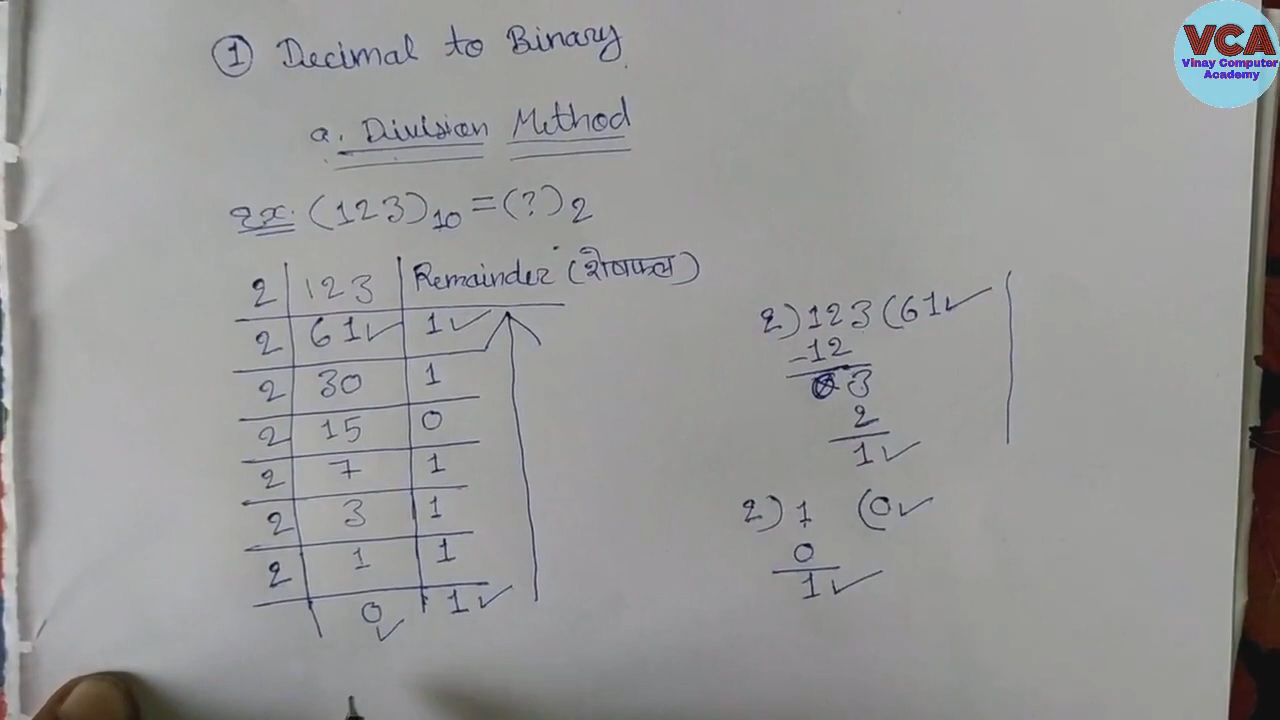 VCA
Vinay Computer
Academy
① Decimal to Binary
a. Division Method
Ex: (123)₁₀ = (?)₂
2 | 123 | Remainder (शेषफल)
2 | 61✓ | 1✓
2 | 30 | 1
2 | 15 | 0
2 | 7 | 1
2 | 3 | 1
2 | 1 | 1
0✓ | 1✓
2)123(61✓
-12
03
2
1✓
2)1 (0✓
0
1✓